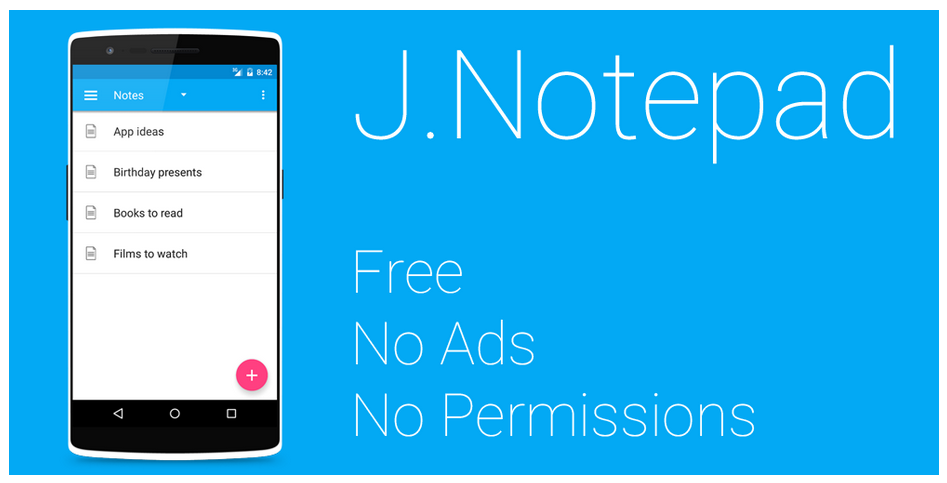 8:42
Notes
App ideas
Birthday presents
Books to read
Films to watch
J.Notepad
Free
No Ads
No Permissions